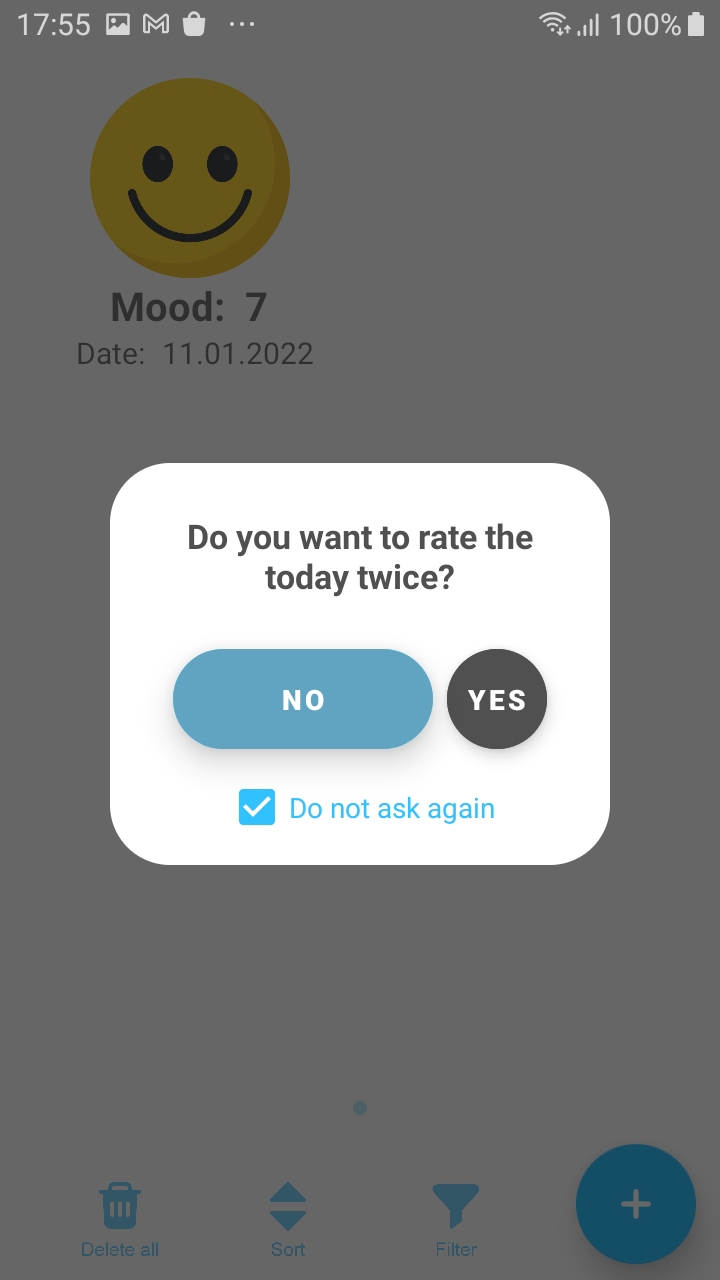 17:55 100%
Mood: 7
Date: 11.01.2022
Do you want to rate the
today twice?
NO YES
Do not ask again
Delete all Sort Filter